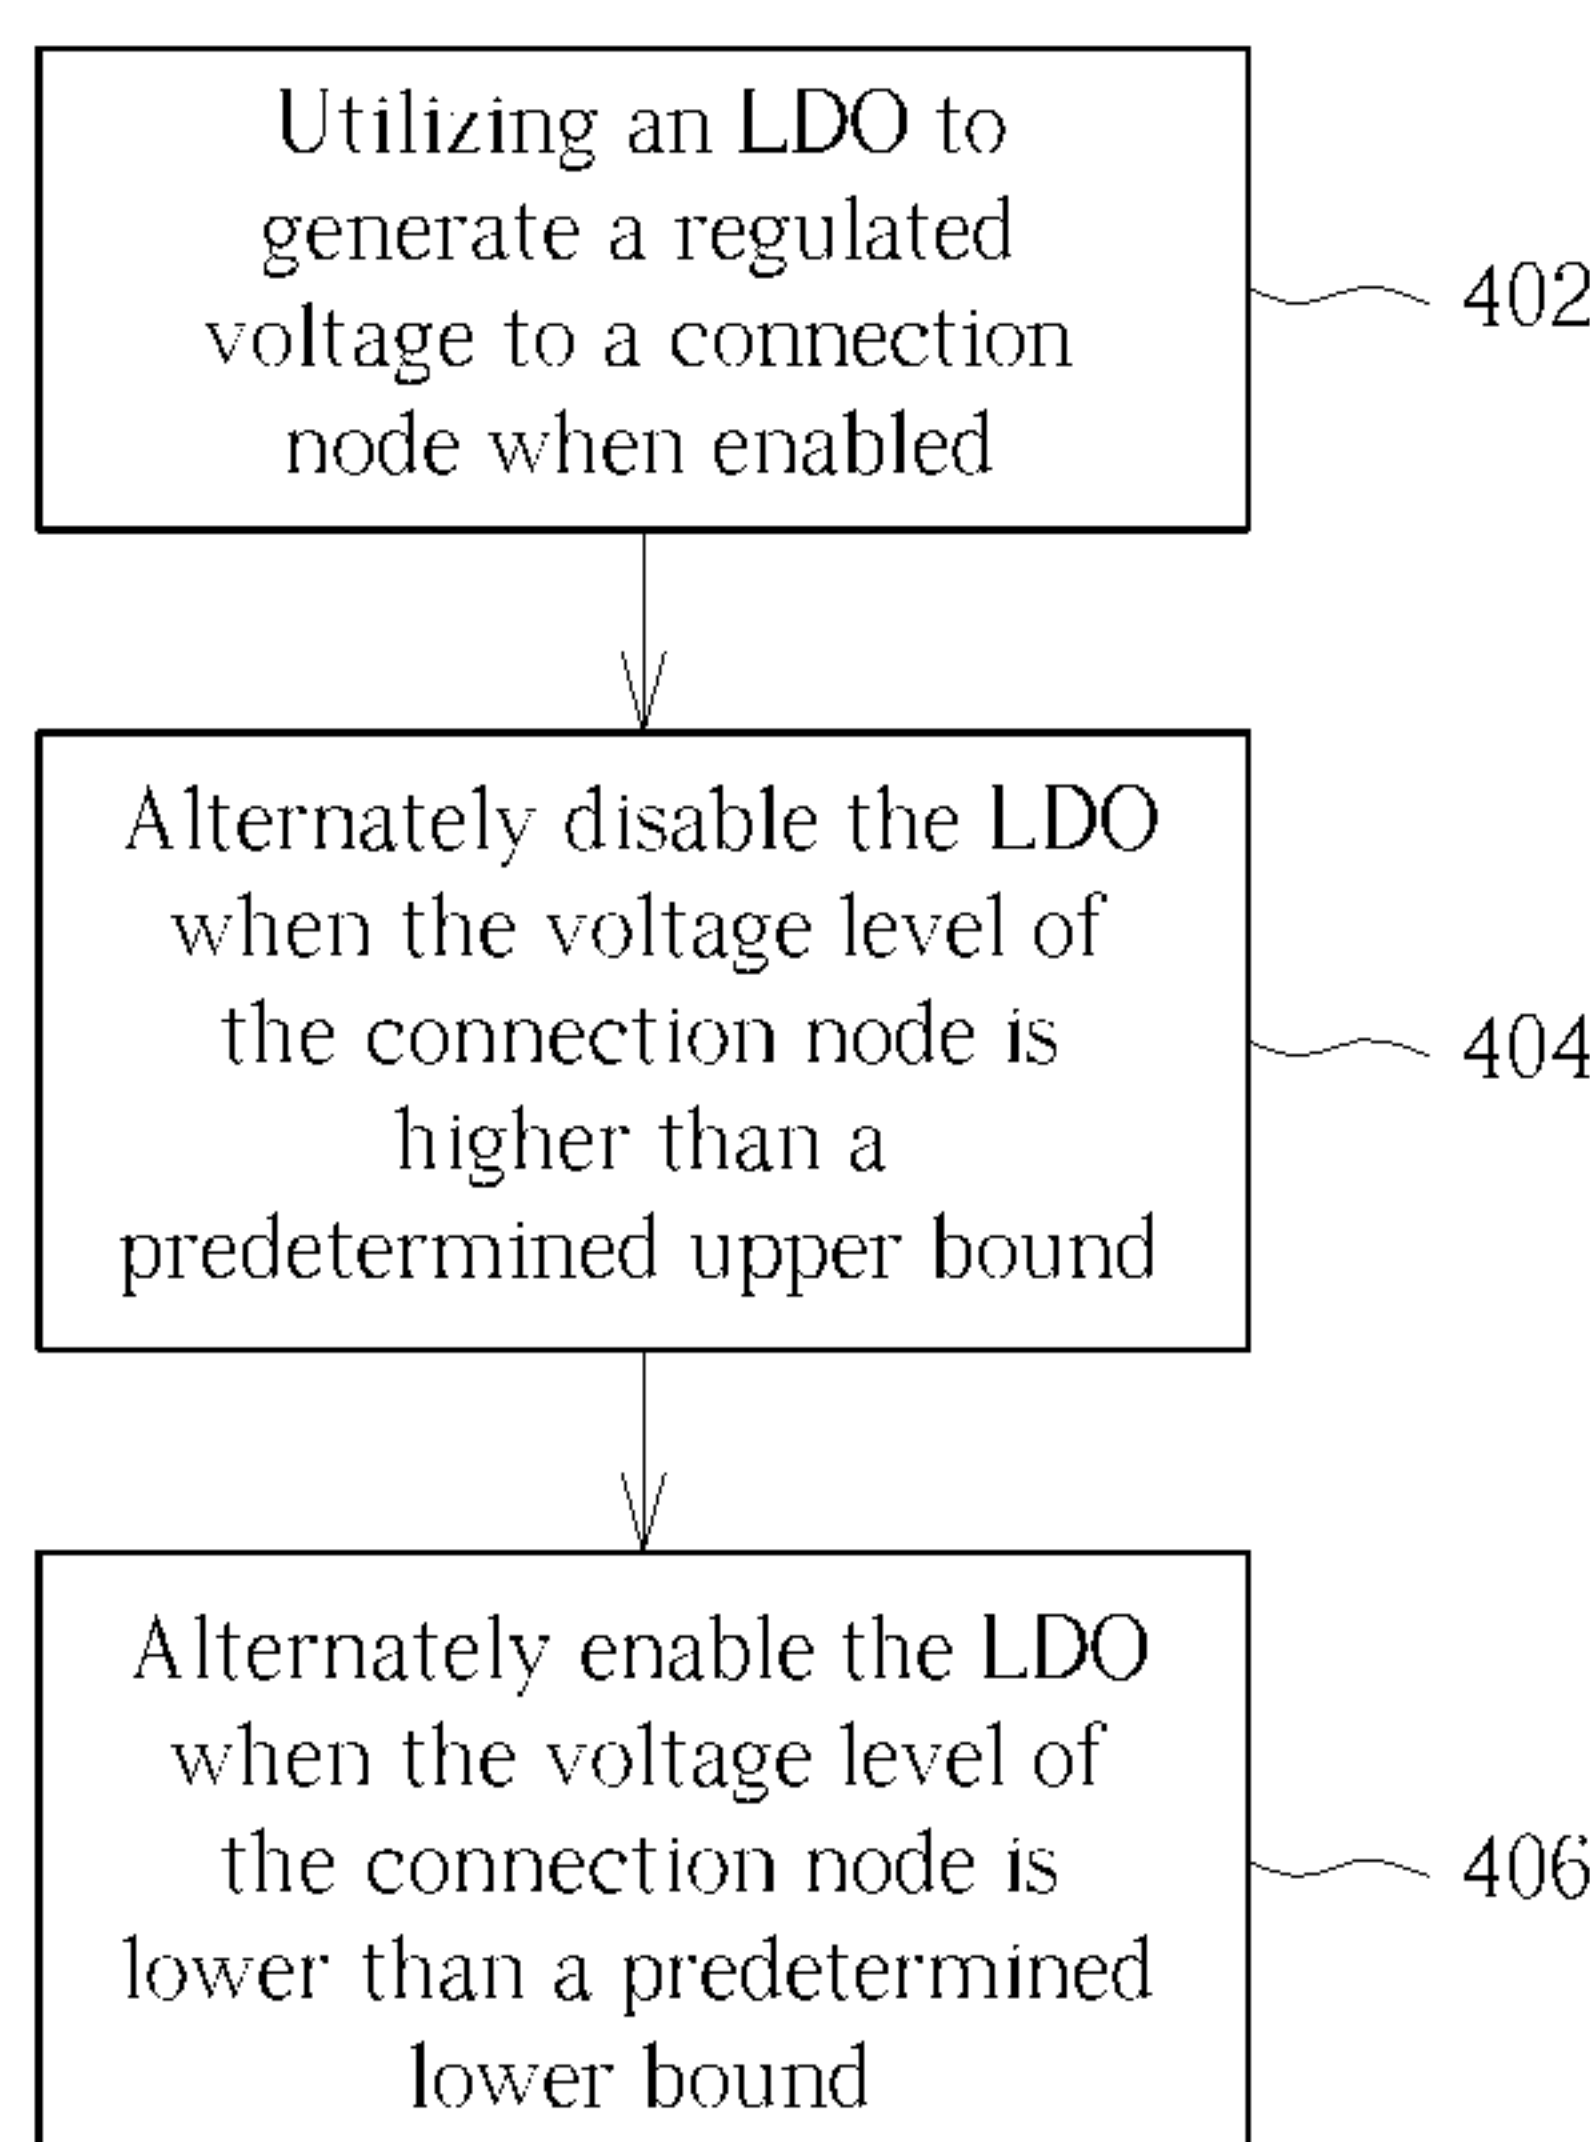 Utilizing an LDO to
generate a regulated
voltage to a connection
node when enabled
402
Alternately disable the LDO
when the voltage level of
the connection node is
higher than a
predetermined upper bound
404
Alternately enable the LDO
when the voltage level of
the connection node is
lower than a predetermined
lower bound
406